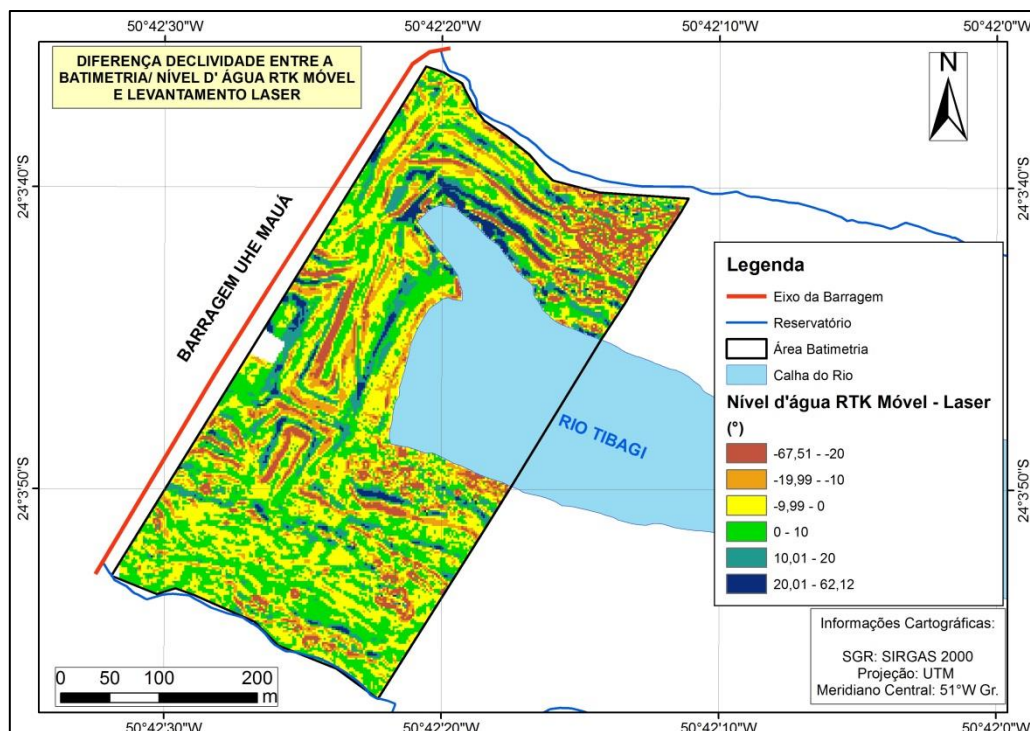 50°42'30"W
50°42'20"W
50°42'10"W
50°42'0"W
DIFERENÇA DECLIVIDADE ENTRE A
BATIMETRIA/ NÍVEL D' ÁGUA RTK MÓVEL
E LEVANTAMENTO LASER
N
24°3'40"S
24°3'40"S
BARRAGEM UHE MAUÁ
Legenda
Eixo da Barragem
Reservatório
Área Batimetria
Calha do Rio
Nível d'água RTK Móvel - Laser
(°)
-67,51 - -20
-19,99 - -10
-9,99 - 0
0 - 10
10,01 - 20
20,01 - 62,12
RIO TIBAGI
24°3'50"S
24°3'50"S
Informações Cartográficas:
SGR: SIRGAS 2000
Projeção: UTM
Meridiano Central: 51°W Gr.
0 50 100 200
m
50°42'30"W
50°42'20"W
50°42'10"W
50°42'0"W